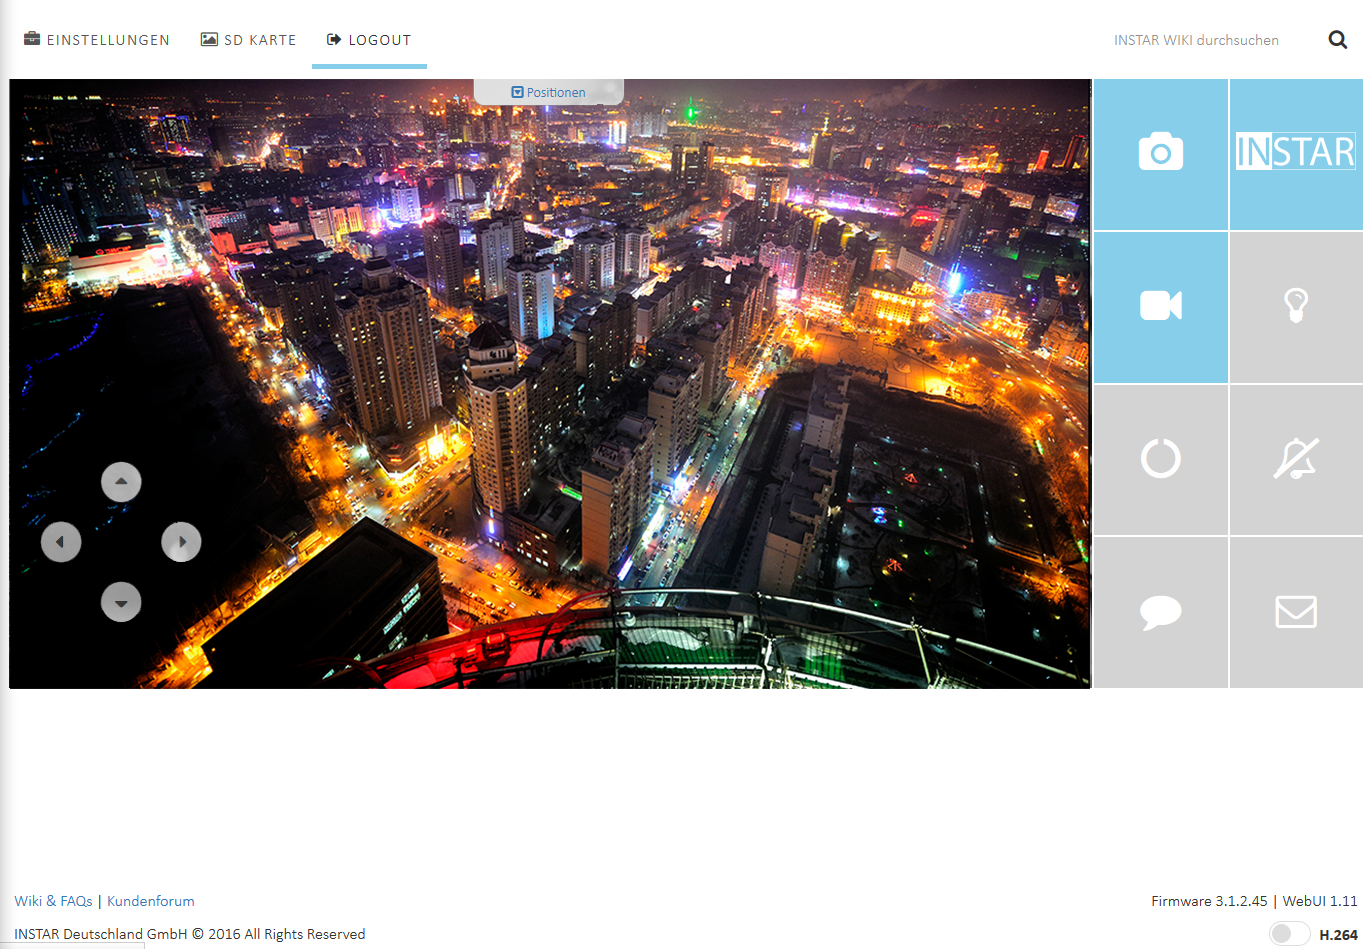 EINSTELLUNGEN SD KARTE LOGOUT INSTAR WIKI durchsuchen
Positionen
INSTAR
Wiki & FAQs | Kundenforum Firmware 3.1.2.45 | WebUI 1.11
INSTAR Deutschland GmbH © 2016 All Rights Reserved H.264